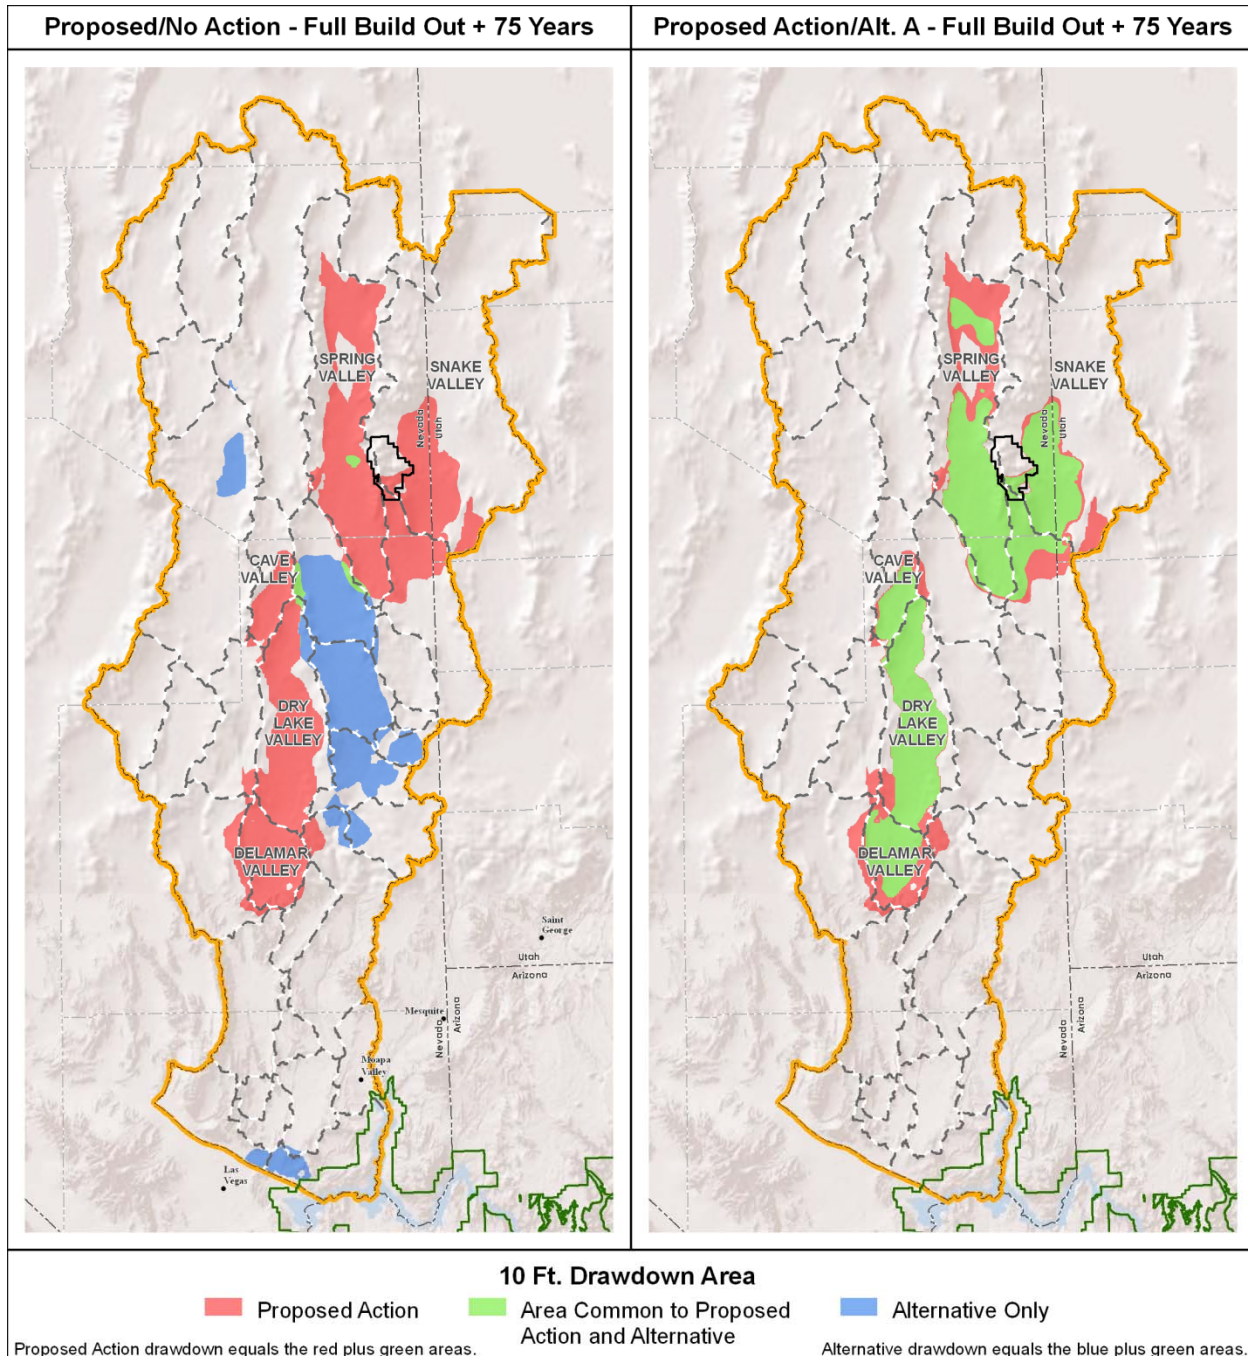 Proposed/No Action - Full Build Out + 75 Years
SPRING
VALLEY
SNAKE
VALLEY
Nevada
Utah
CAVE
VALLEY
DRY
LAKE
VALLEY
DELAMAR
VALLEY
Saint
George
Utah
Arizona
Mesquite
Nevada
Arizona
Moapa
Valley
Las
Vegas
Proposed Action/Alt. A - Full Build Out + 75 Years
SPRING
VALLEY
SNAKE
VALLEY
Nevada
Utah
CAVE
VALLEY
DRY
LAKE
VALLEY
DELAMAR
VALLEY
Utah
Arizona
Nevada
Arizona
10 Ft. Drawdown Area
Proposed Action
Area Common to Proposed
Action and Alternative
Alternative Only
Proposed Action drawdown equals the red plus green areas.
Alternative drawdown equals the blue plus green areas.